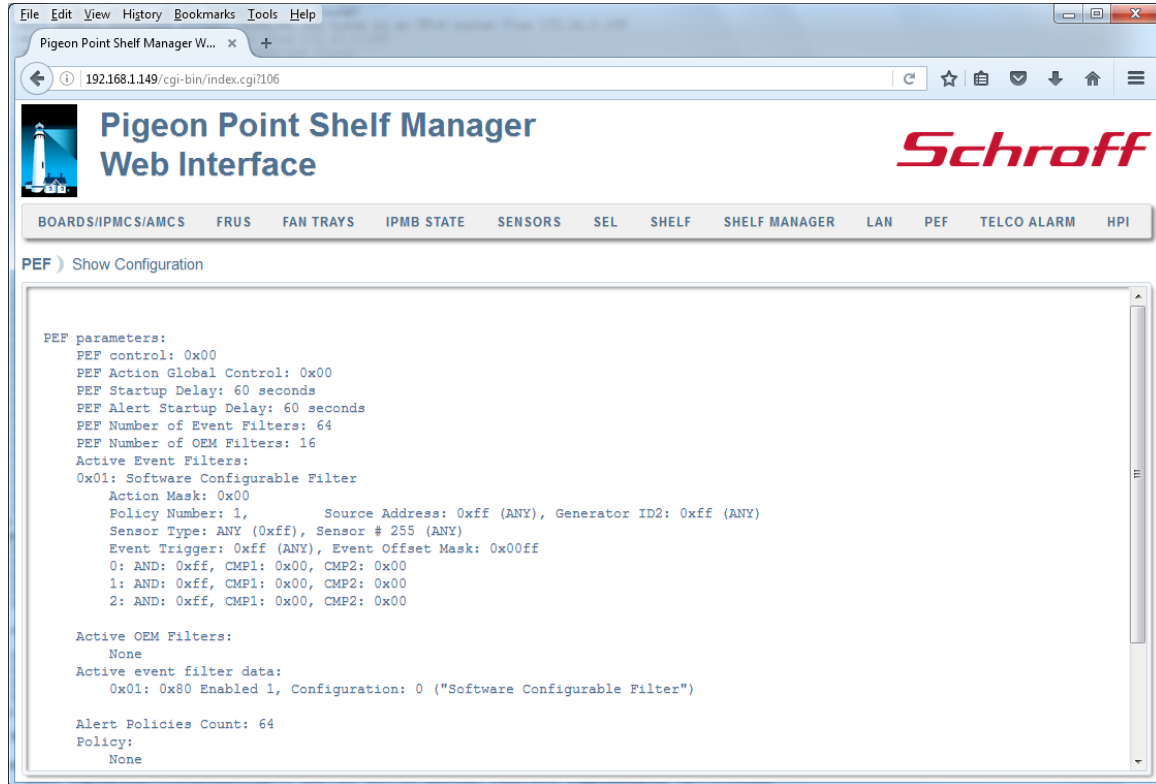 File Edit View History Bookmarks Tools Help
Pigeon Point Shelf Manager W... × +
192.168.1.149/cgi-bin/index.cgi?106
Pigeon Point Shelf Manager
Web Interface
Schroff
BOARDS/IPMCS/AMCS FRUS FAN TRAYS IPMB STATE SENSORS SEL SHELF SHELF MANAGER LAN PEF TELCO ALARM HPI
PEF ) Show Configuration
PEF parameters:
PEF control: 0x00
PEF Action Global Control: 0x00
PEF Startup Delay: 60 seconds
PEF Alert Startup Delay: 60 seconds
PEF Number of Event Filters: 64
PEF Number of OEM Filters: 16
Active Event Filters:
0x01: Software Configurable Filter
Action Mask: 0x00
Policy Number: 1, Source Address: 0xff (ANY), Generator ID2: 0xff (ANY)
Sensor Type: ANY (0xff), Sensor # 255 (ANY)
Event Trigger: 0xff (ANY), Event Offset Mask: 0x00ff
0: AND: 0xff, CMP1: 0x00, CMP2: 0x00
1: AND: 0xff, CMP1: 0x00, CMP2: 0x00
2: AND: 0xff, CMP1: 0x00, CMP2: 0x00
Active OEM Filters:
None
Active event filter data:
0x01: 0x80 Enabled 1, Configuration: 0 ("Software Configurable Filter")
Alert Policies Count: 64
Policy:
None